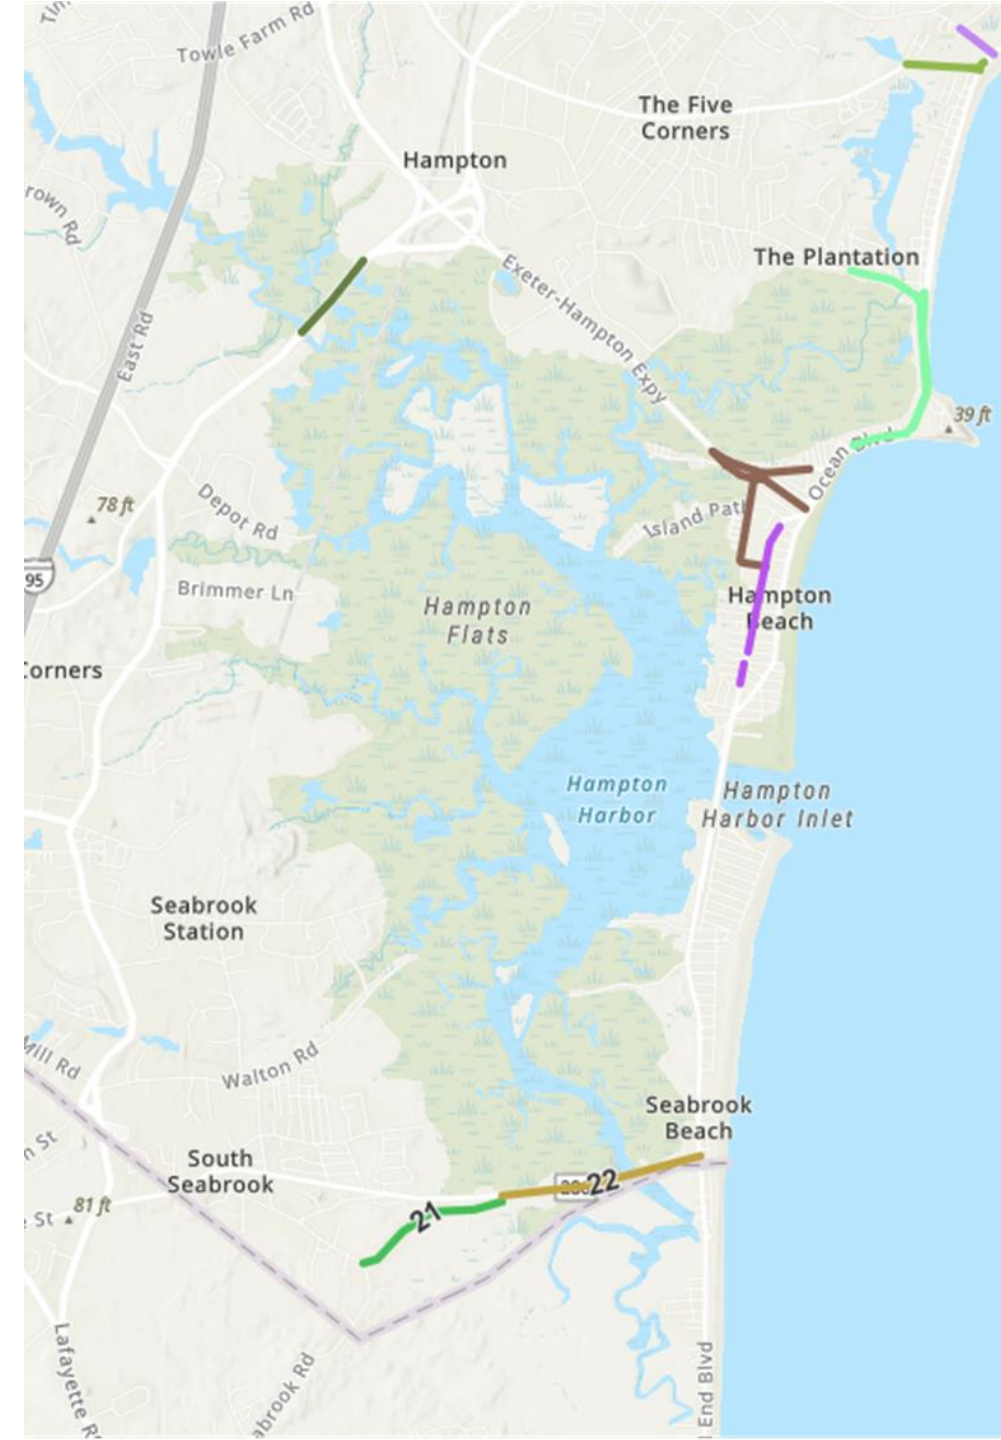 Towle Farm Rd
The Five
Corners
Hampton
rown Rd
The Plantation
Exeter-Hampton Expy
East Rd
39 ft
Ocean Blvd
78 ft
Depot Rd
Island Path
95
Brimmer Ln
Hampton
Flats
Hampton
Beach
Corners
Hampton
Harbor
Hampton
Harbor Inlet
Seabrook
Station
Mill Rd
Walton Rd
Seabrook
Beach
n St
South
Seabrook
22
21
81 ft
St
Lafayette R
abrook Rd
End Blvd